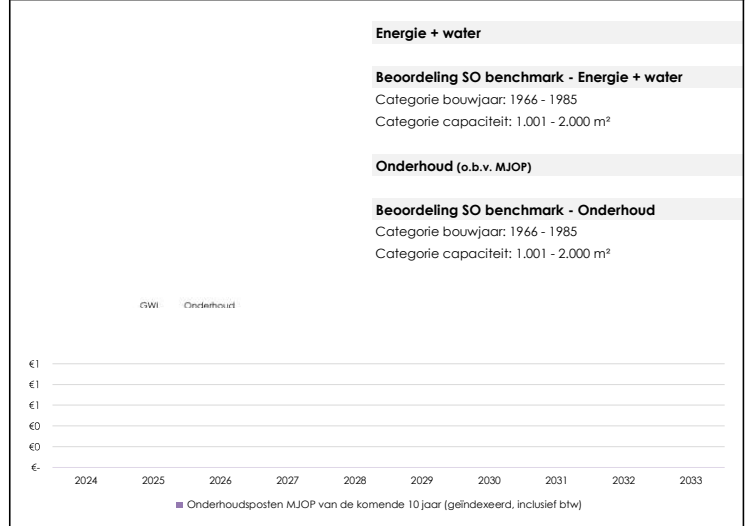 Energie + water
Beoordeling SO benchmark - Energie + water
Categorie bouwjaar: 1966 - 1985
Categorie capaciteit: 1.001 - 2.000 m²
Onderhoud (o.b.v. MJOP)
Beoordeling SO benchmark - Onderhoud
Categorie bouwjaar: 1966 - 1985
Categorie capaciteit: 1.001 - 2.000 m²
GWL Onderhoud
€1
€1
€1
€0
€0
€-
2024 2025 2026 2027 2028 2029 2030 2031 2032 2033
Onderhoudsposten MJOP van de komende 10 jaar (geïndexeerd, inclusief btw)